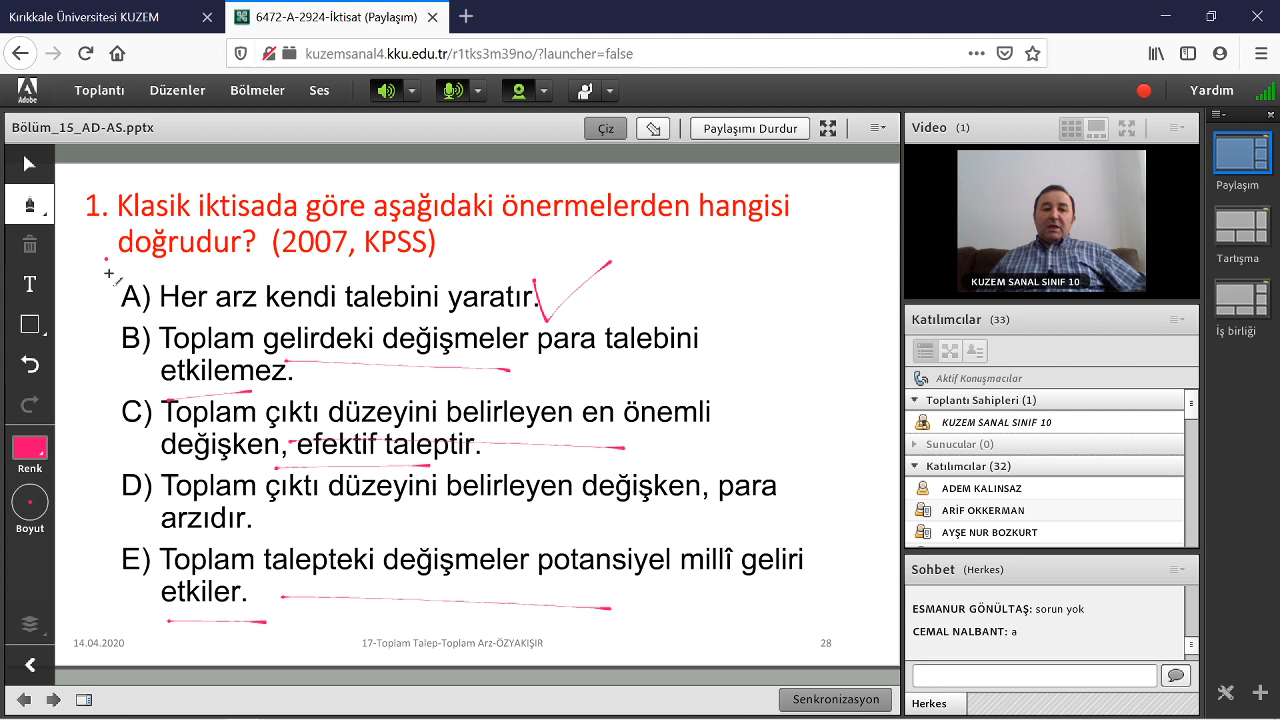 Kırıkkale Üniversitesi KUZEM
6472-A-2924-İktisat (Paylaşım)
kuzemsanal4.kku.edu.tr/r1tks3m39no/?launcher=false
Adobe
Toplantı
Düzenler
Bölmeler
Ses
Yardım
Bölüm_15_AD-AS.pptx
Çiz
Paylaşımı Durdur
1. Klasik iktisada göre aşağıdaki önermelerden hangisi
doğrudur? (2007, KPSS)
A) Her arz kendi talebini yaratır.
B) Toplam gelirdeki değişmeler para talebini
etkilemez.
C) Toplam çıktı düzeyini belirleyen en önemli
değişken, efektif taleptir.
D) Toplam çıktı düzeyini belirleyen değişken, para
arzıdır.
E) Toplam talepteki değişmeler potansiyel millî geliri
etkiler.
14.04.2020
17-Toplam Talep-Toplam Arz-ÖZYAKIŞIR
28
T
Renk
Boyut
Senkronizasyon
Video (1)
KUZEM SANAL SINIF 10
Katılımcılar (33)
Aktif Konuşmacılar
Toplantı Sahipleri (1)
KUZEM SANAL SINIF 10
Sunucular (0)
Katılımcılar (32)
ADEM KALINSAZ
ARİF OKKERMAN
AYŞE NUR BOZKURT
Sohbet (Herkes)
ESMANUR GÖNÜLTAŞ: sorun yok
CEMAL NALBANT: a
Herkes
Paylaşım
Tartışma
İş birliği